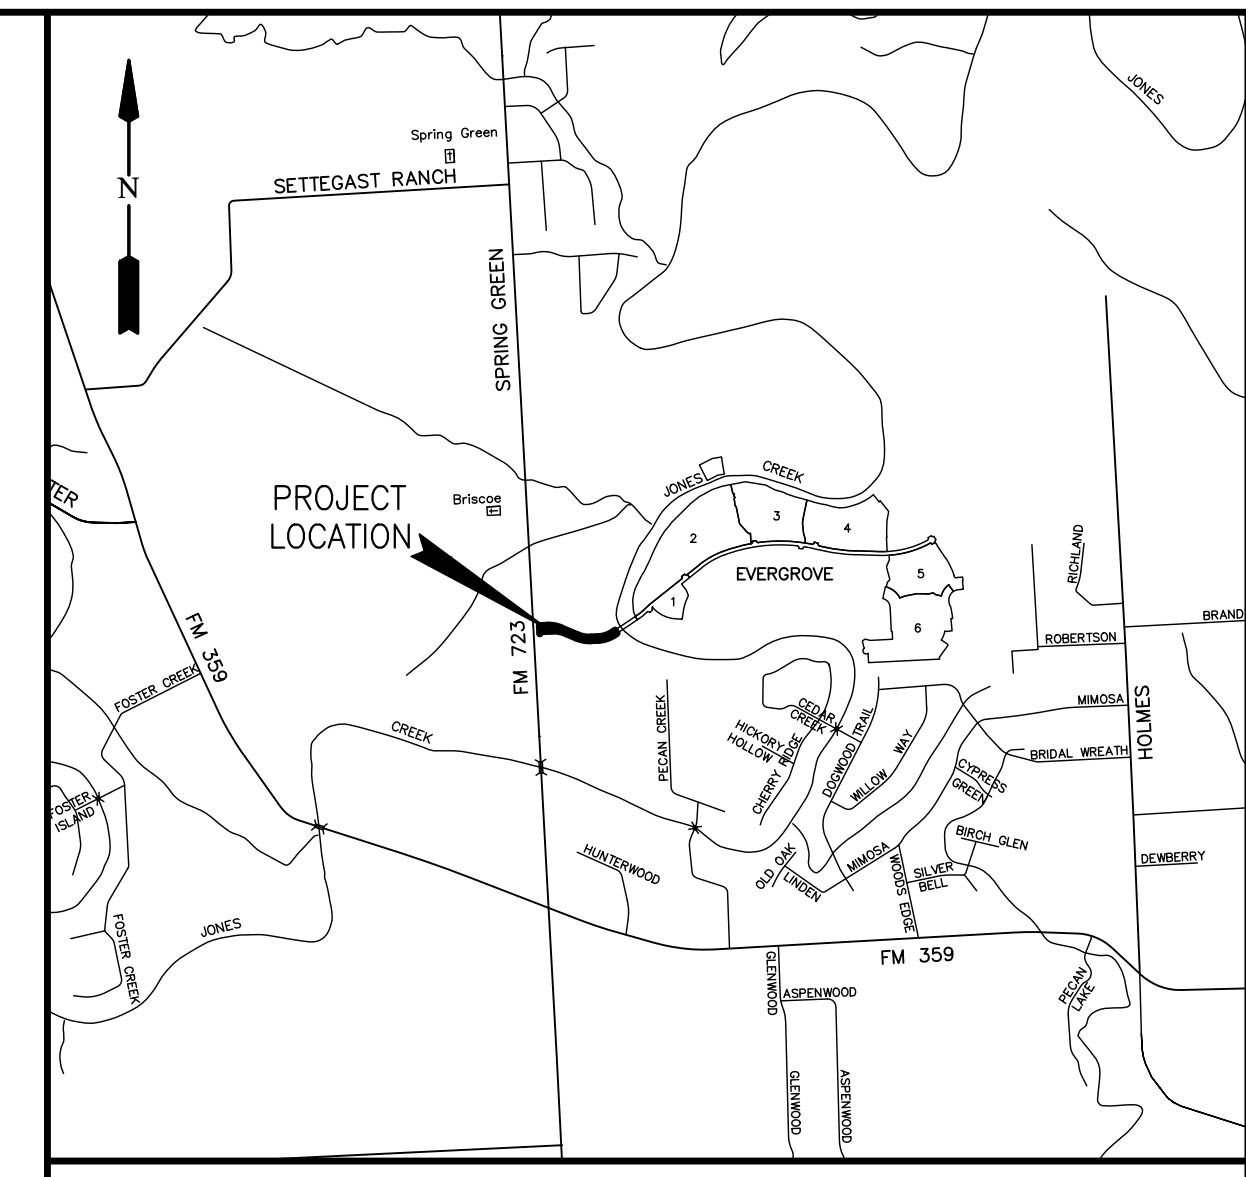 JONES
Spring Green
N
SETTEGAST RANCH
SPRING GREEN
JONES
CREEK
PROJECT
LOCATION
Briscoe
TER
2
3
4
EVERGROVE
5
1
6
RICHLAND
BRAND
ROBERTSON
FM 359
FM 723
FOSTER CREEK
MIMOSA
HOLMES
CREEK
PECAN CREEK
CEDAR
CREEK
HICKORY
HOLLOW
CHERRY RIDGE
DOGWOOD TRAIL
WILLOW WAY
BRIDAL WREATH
CYPRESS
GREEN
FOSTER
ISLAND
BIRCH GLEN
HUNTERWOOD
OLD OAK
LINDEN
MIMOSA
WOODS EDGE
SILVER
BELL
DEWBERRY
JONES
FOSTER CREEK
FM 359
GLENWOOD
ASPENWOOD
PECAN
LAKE
GLENWOOD
ASPENWOOD